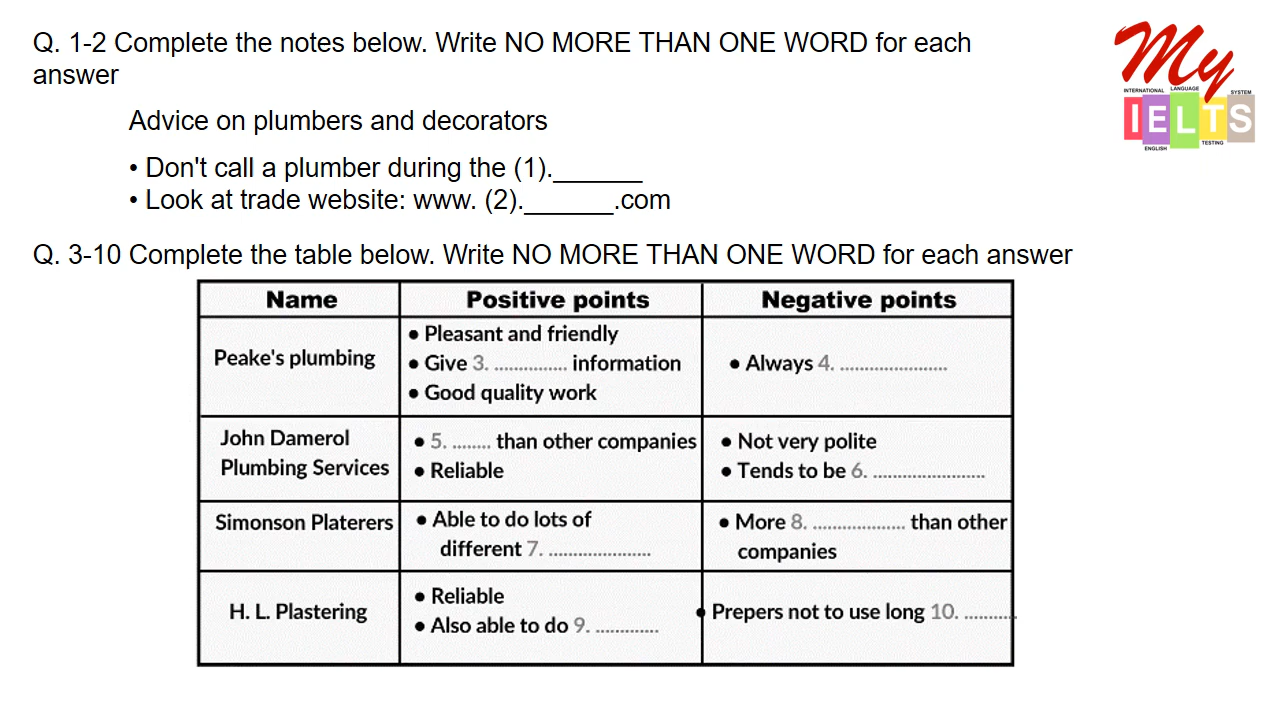 Q. 1-2 Complete the notes below. Write NO MORE THAN ONE WORD for each
answer
My
INTERNATIONAL LANGUAGE SYSTEM
IELTS
ENGLISH TESTING
Advice on plumbers and decorators
• Don't call a plumber during the (1).______
• Look at trade website: www. (2).______.com
Q. 3-10 Complete the table below. Write NO MORE THAN ONE WORD for each answer
Name Positive points Negative points
Peake's plumbing
• Pleasant and friendly
• Give 3. ............... information
• Good quality work
• Always 4. ......................
John Damerol
Plumbing Services
• 5. ........ than other companies
• Reliable
• Not very polite
• Tends to be 6. .......................
Simonson Platerers
• Able to do lots of
different 7. .....................
• More 8. ................... than other
companies
H. L. Plastering
• Reliable
• Also able to do 9. .............
• Prepers not to use long 10. ...........